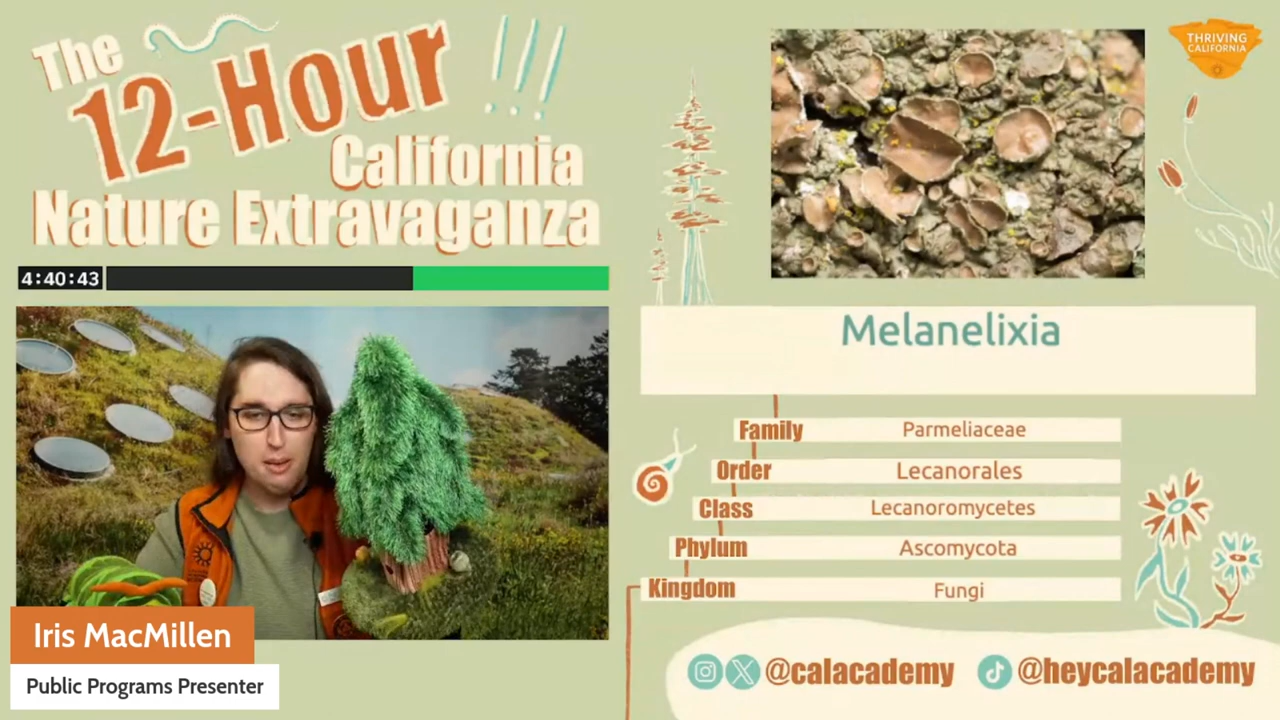 The
12-Hour
!!!
California
Nature Extravaganza
4:40:43
Iris MacMillen
Public Programs Presenter
THRIVING
CALIFORNIA
Melanelixia
Family Parmeliaceae
Order Lecanorales
Class Lecanoromycetes
Phylum Ascomycota
Kingdom Fungi
@calacademy @heycalacademy